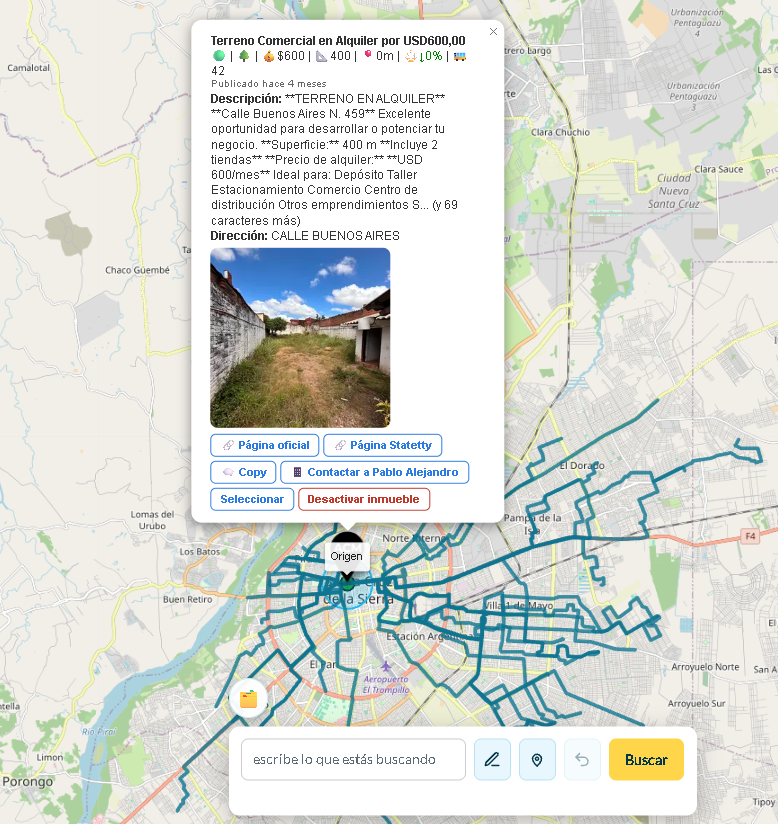 Terreno Comercial en Alquiler por USD600,00
| | $600 | 400 | 0m | ↓0% |
42
Publicado hace 4 meses
Descripción: **TERRENO EN ALQUILER**
**Calle Buenos Aires N. 459** Excelente
oportunidad para desarrollar o potenciar tu
negocio. **Superficie:** 400 m **Incluye 2
tiendas** **Precio de alquiler:** **USD
600/mes** Ideal para: Depósito Taller
Estacionamiento Comercio Centro de
distribución Otros emprendimientos S... (y 69
caracteres más)
Dirección: CALLE BUENOS AIRES
Página oficial
Página Statetty
Copy
Contactar a Pablo Alejandro
Seleccionar
Desactivar inmueble
×
Urbanización
Pentaguazú
4
Camalotal
Clara Chuchio
Urbanización
Pentaguazú
3
Clara Sauce
Ciudad
Nueva
Santa Cruz
Chaco Guembé
El Dorado
Pampa de la
Isla
F4
Lomas del
Urubo
Los Batos
Norte Interno
Origen
de la Sierra
Buen Retiro
Villa 1 de Mayo
Estación Argentina
El Pari
Aeropuerto
El Trompillo
Arroyuelo Norte
Arroyuelo Sur
Río Piraí
Limon
Porongo
Tipoy
escríbe lo que estás buscando
Buscar